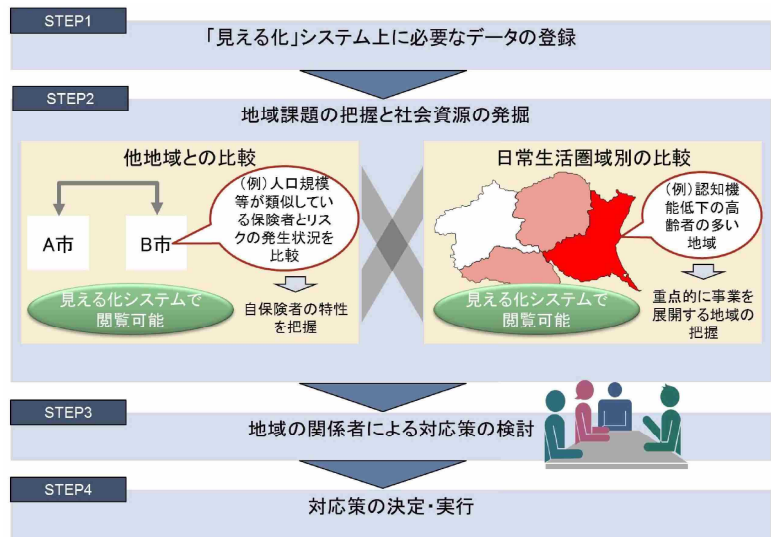 STEP1
「見える化」システム上に必要なデータの登録
STEP2
地域課題の把握と社会資源の発掘
他地域との比較
A市
B市
（例）人口規模
等が類似している
保険者とリス
クの発生状況を
比較
見える化システムで
閲覧可能
自保険者の特性
を把握
日常生活圏域別の比較
（例）認知機
能低下の高
齢者の多い
地域
見える化システムで
閲覧可能
重点的に事業を
展開する地域の
把握
STEP3
地域の関係者による対応策の検討
STEP4
対応策の決定・実行